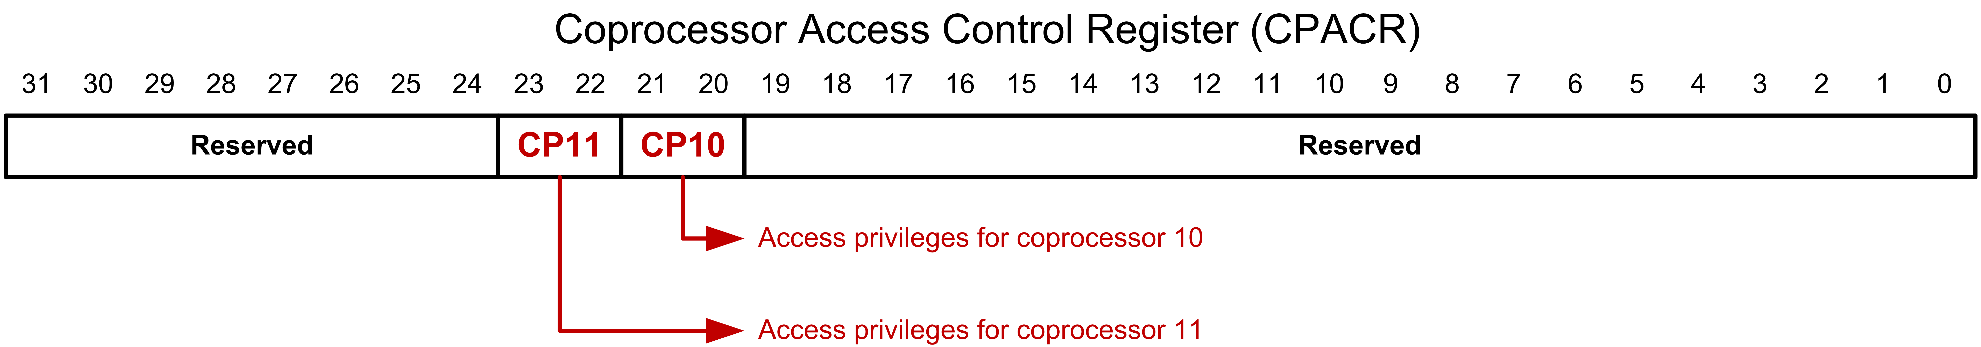 Coprocessor Access Control Register (CPACR)
31 30 29 28 27 26 25 24 23 22 21 20 19 18 17 16 15 14 13 12 11 10 9 8 7 6 5 4 3 2 1 0
Reserved CP11 CP10 Reserved
Access privileges for coprocessor 10
Access privileges for coprocessor 11